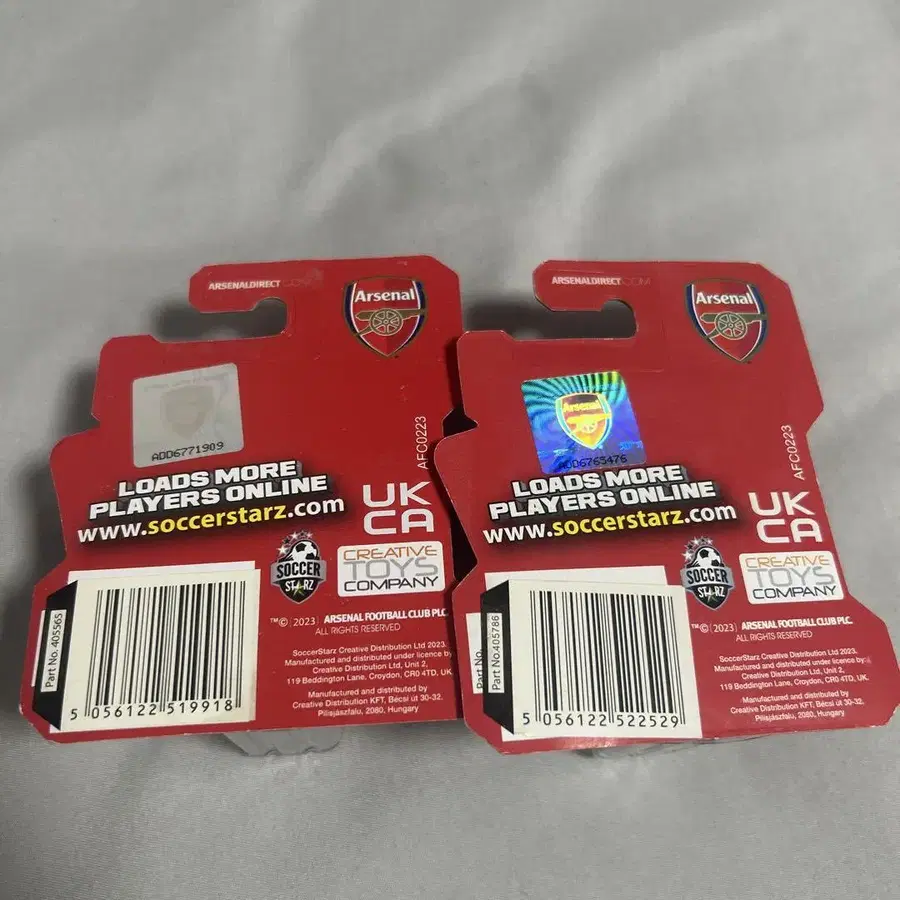 ARSENALDIRECT.COM
Arsenal
ADD6771909
AFC0223
LOADS MORE
PLAYERS ONLINE
www.soccerstarz.com
UK
CA
SOCCER
STARZ
CREATIVE
TOYS
COMPANY
Part No. 405565
5 056122 519918
™© 2023 ARSENAL FOOTBALL CLUB PLC.
ALL RIGHTS RESERVED
SoccerStarz Creative Distribution Ltd 2023.
Manufactured and distributed under licence by
Creative Distribution Ltd, Unit 2,
119 Beddington Lane, Croydon, CR0 4TD, UK
Manufactured and distributed by
Creative Distribution KFT, Bécsi út 30-32.
Pilisjászfalu, 2080, Hungary
ARSENALDIRECT.COM
Arsenal
Arsenal
ADD6765476
AFC0223
LOADS MORE
PLAYERS ONLINE
www.soccerstarz.com
UK
CA
SOCCER
STARZ
CREATIVE
TOYS
COMPANY
Part No.
Part No.405786
5 056122 522529
™© 2023 ARSENAL FOOTBALL CLUB PLC.
ALL RIGHTS RESERVED
SoccerStarz Creative Distribution Ltd 2023.
Manufactured and distributed under licence by:
Creative Distribution Ltd, Unit 2,
119 Beddington Lane, Croydon, CR0 4TD, UK.
Manufactured and distributed by
Creative Distribution KFT, Bécsi út 30-32.
Pilisjászfalu, 2080, Hungary